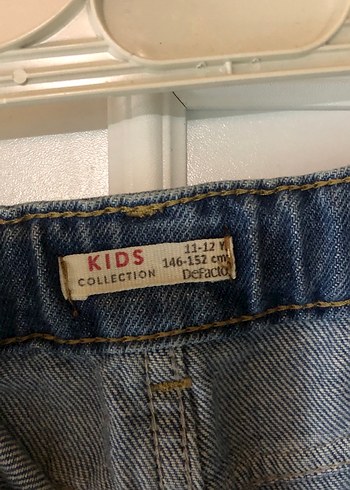 KIDS
COLLECTION
11-12 Y
146-152 cm
DeFacto